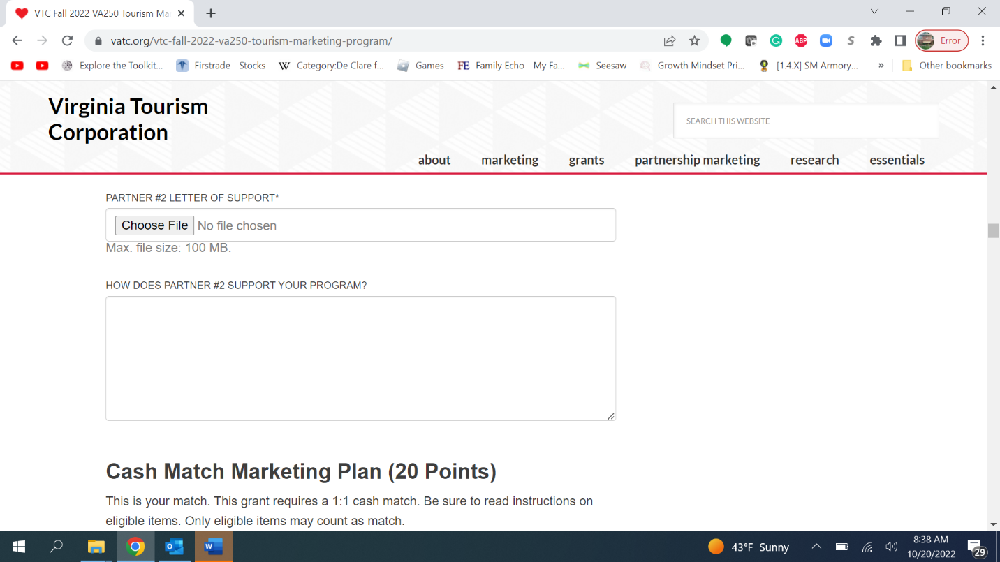 VTC Fall 2022 VA250 Tourism Ma
vatc.org/vtc-fall-2022-va250-tourism-marketing-program/
ABP
Error
Explore the Toolkit...
Firstrade - Stocks
W Category:De Clare f...
Games
FE Family Echo - My Fa...
Seesaw
Growth Mindset Pri...
[1.4.X] SM Armory...
»
Other bookmarks
Virginia Tourism
Corporation
SEARCH THIS WEBSITE
about marketing grants partnership marketing research essentials
PARTNER #2 LETTER OF SUPPORT*
Choose File No file chosen
Max. file size: 100 MB.
HOW DOES PARTNER #2 SUPPORT YOUR PROGRAM?
Cash Match Marketing Plan (20 Points)
This is your match. This grant requires a 1:1 cash match. Be sure to read instructions on
eligible items. Only eligible items may count as match.
43°F Sunny
8:38 AM
10/20/2022
29